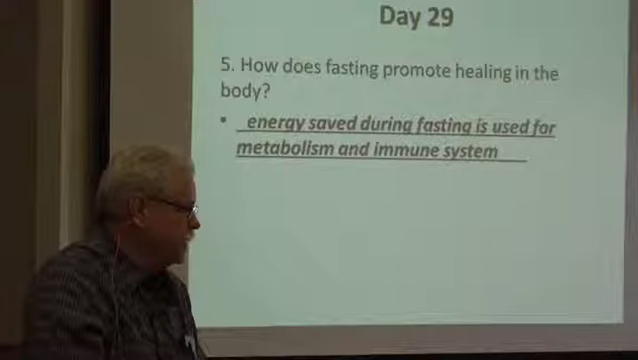 Day 29
5. How does fasting promote healing in the
body?
• energy saved during fasting is used for
metabolism and immune system